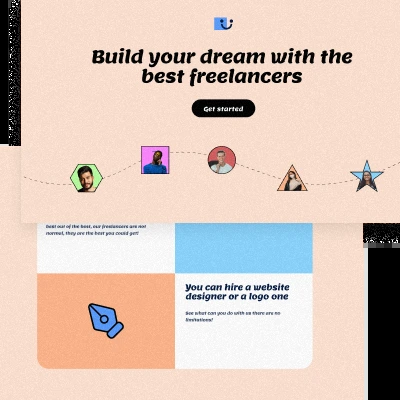 Build your dream with the
best freelancers
Get started
best out of the best, our freelancers are not
normal, they are the best you could get!
You can hire a website
designer or a logo one
See what can you do with us there are no
limitations!